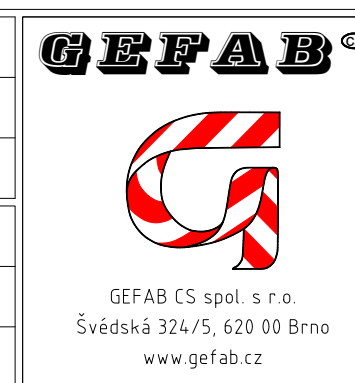 GEFAB ©
GEFAB CS spol. s r.o.
Švédská 324/5, 620 00 Brno
www.gefab.cz